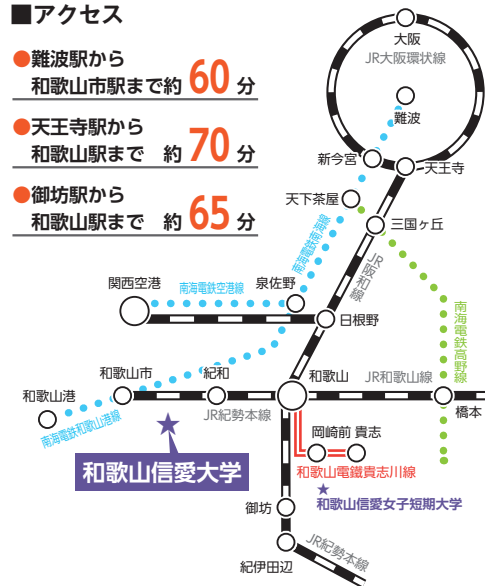 ■アクセス
●難波駅から
和歌山市駅まで約 60 分
●天王寺駅から
和歌山駅まで 約 70 分
●御坊駅から
和歌山駅まで 約 65 分
大阪
JR大阪環状線
難波
新今宮
天王寺
天下茶屋
三国ヶ丘
南海電鉄南海線
JR阪和線
関西空港
南海電鉄空港線
泉佐野
日根野
南海電鉄高野線
和歌山市
紀和
和歌山
JR和歌山線
和歌山港
南海電鉄和歌山港線
JR紀勢本線
橋本
岡崎前 貴志
和歌山電鐵貴志川線
★
和歌山信愛大学
★
和歌山信愛女子短期大学
御坊
紀伊田辺
JR紀勢本線